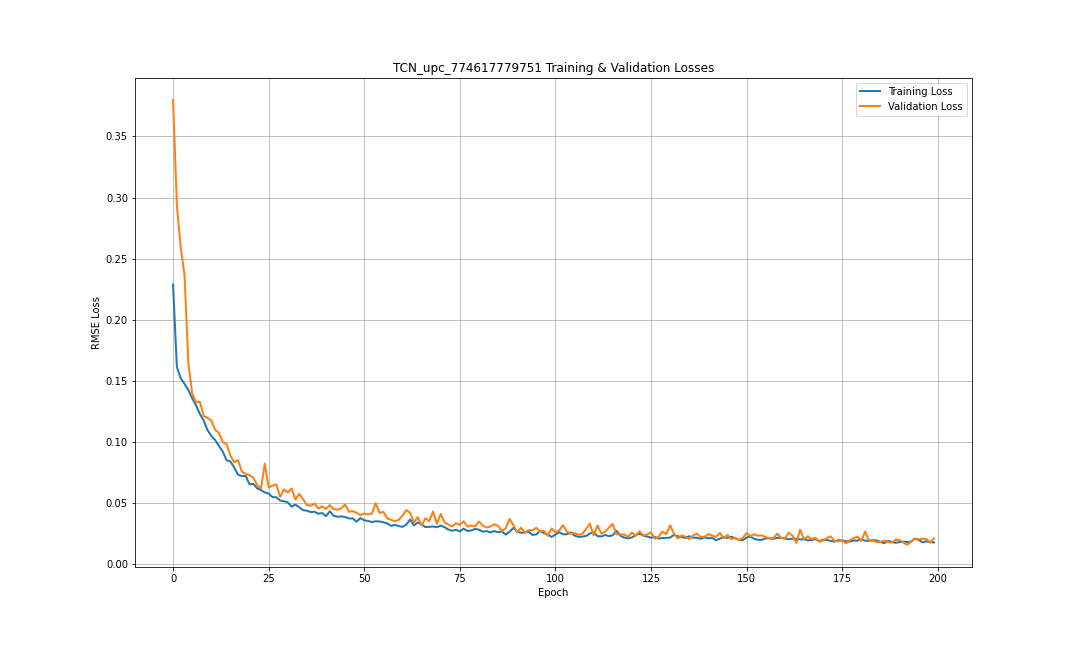 TCN_upc_774617779751 Training & Validation Losses
Training Loss
Validation Loss
RMSE Loss
0.35
0.30
0.25
0.20
0.15
0.10
0.05
0.00
0 25 50 75 100 125 150 175 200
Epoch